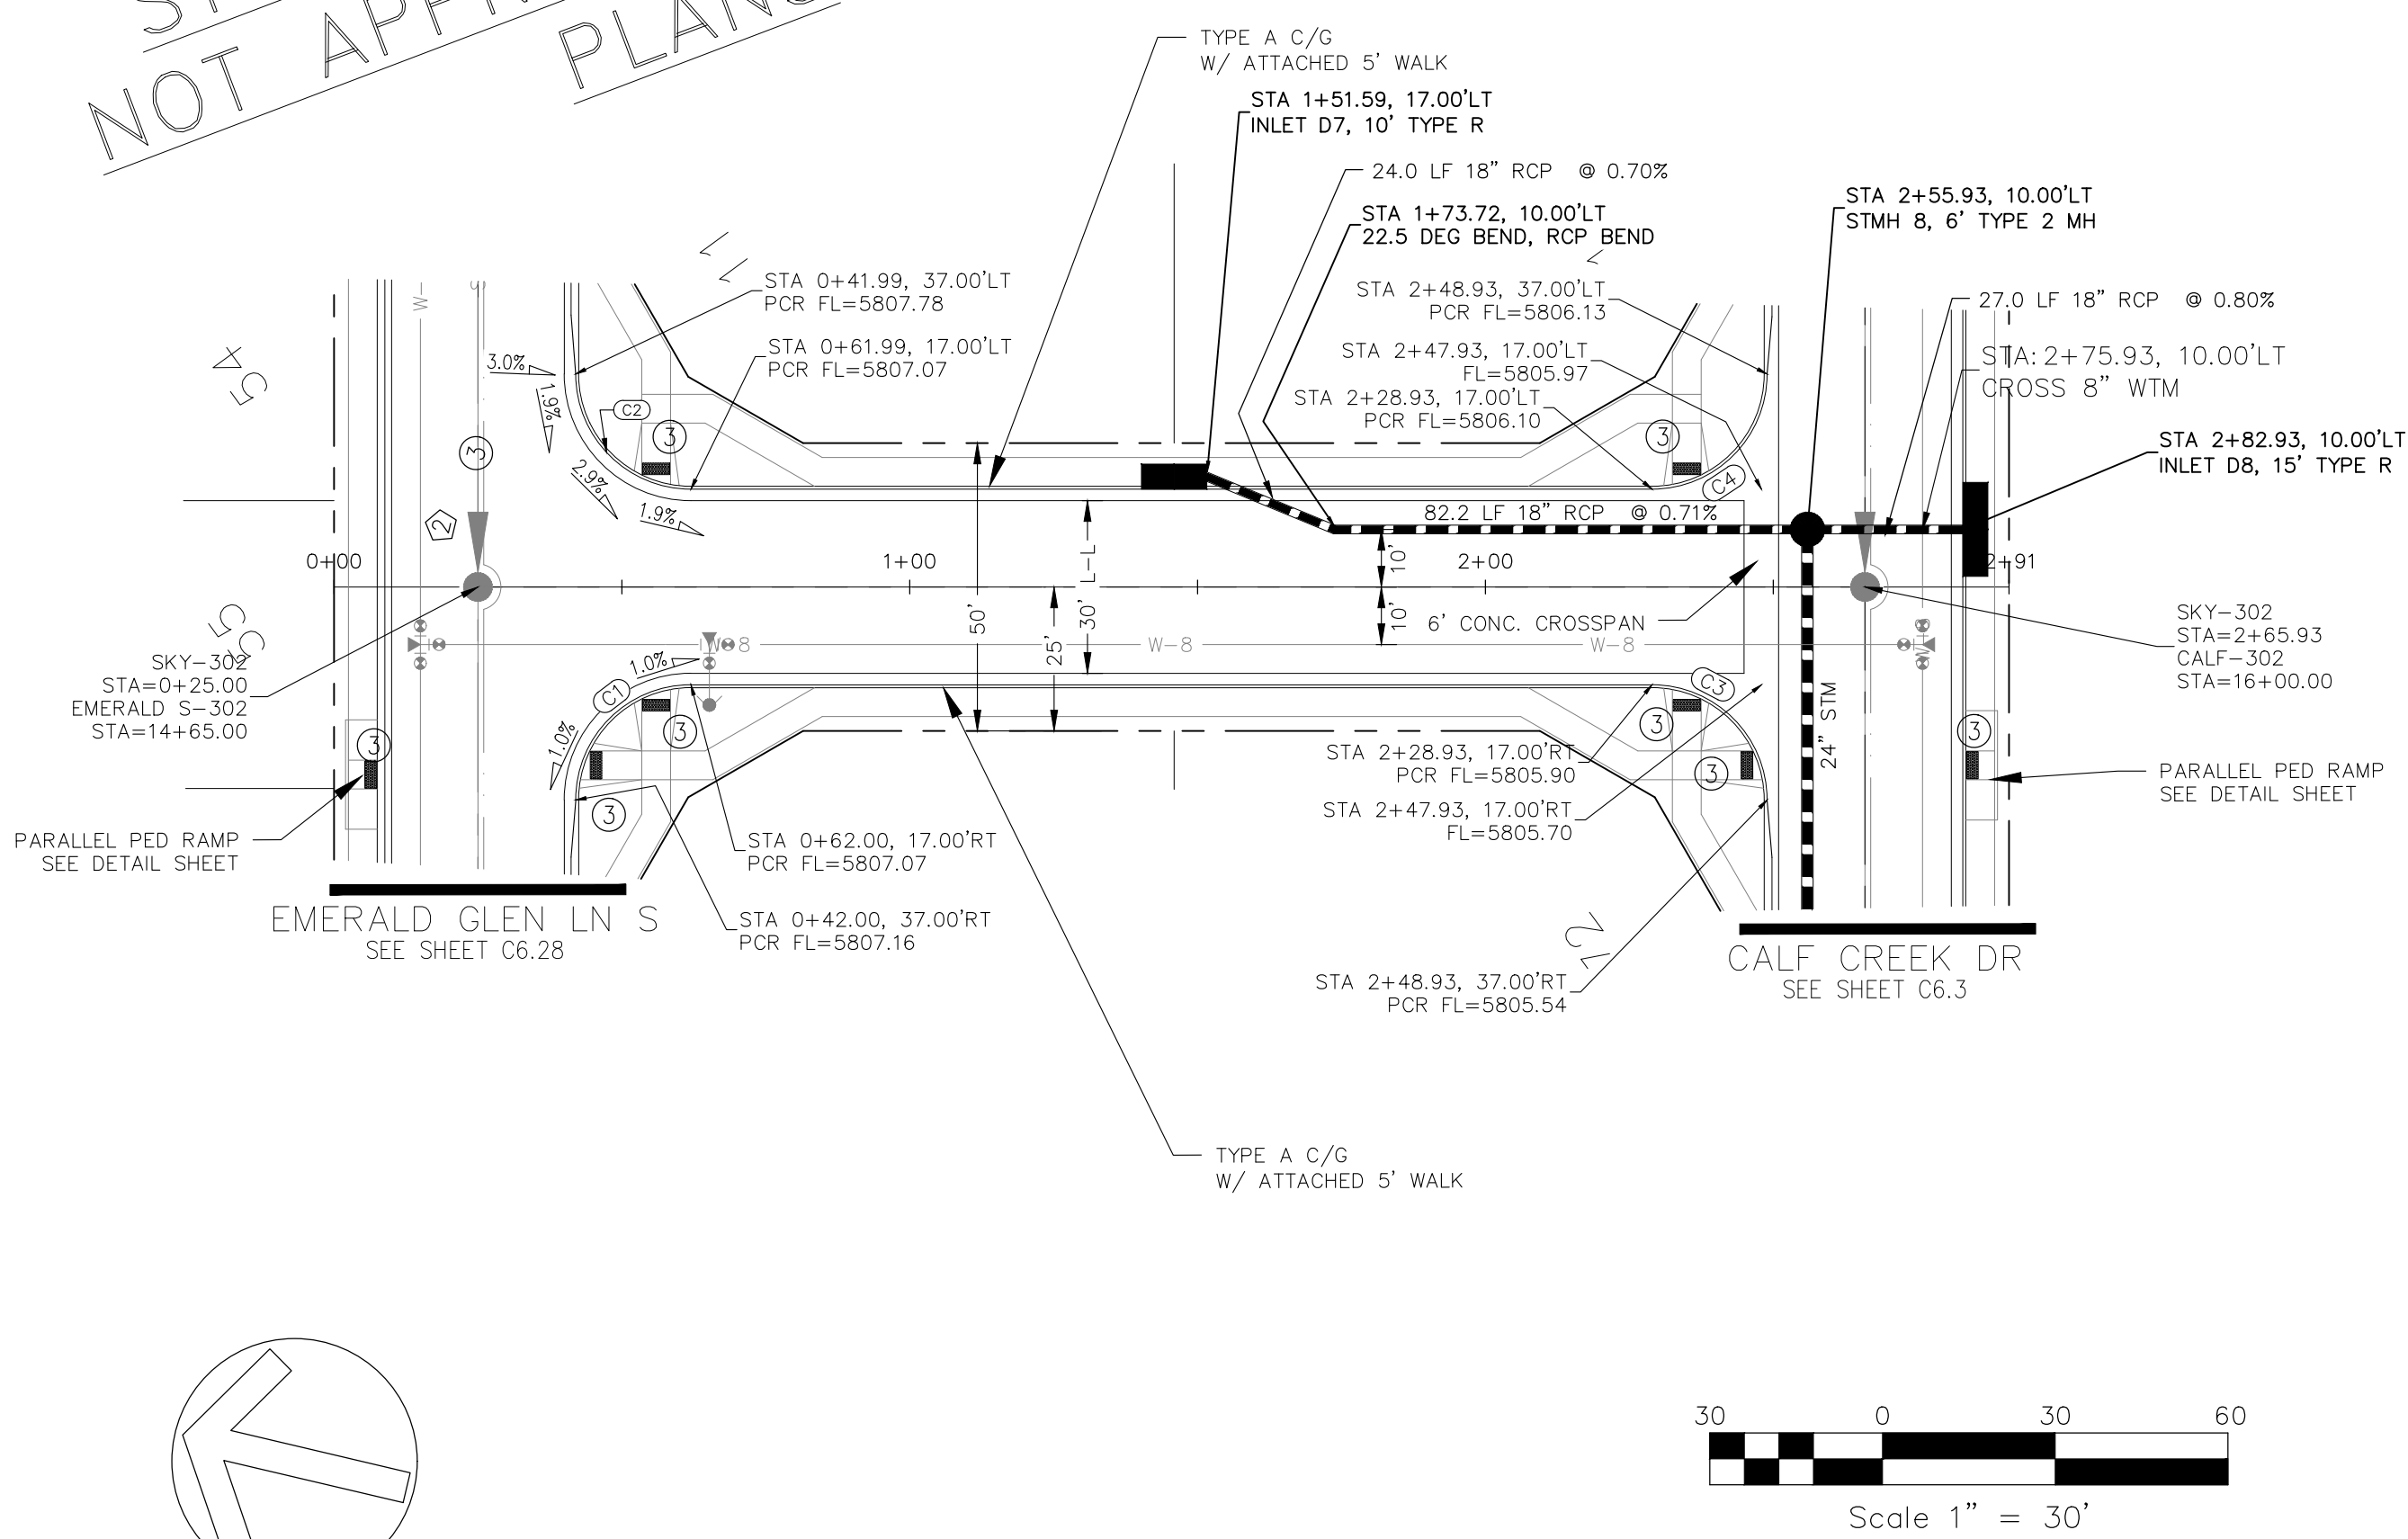 NOT
TYPE A C/G
W/ ATTACHED 5' WALK
STA 1+51.59, 17.00'LT
INLET D7, 10' TYPE R
24.0 LF 18" RCP @ 0.70%
STA 1+73.72, 10.00'LT
22.5 DEG BEND, RCP BEND
STA 2+55.93, 10.00'LT
STMH 8, 6' TYPE 2 MH
STA 0+41.99, 37.00'LT
PCR FL=5807.78
STA 2+48.93, 37.00'LT
PCR FL=5806.13
27.0 LF 18" RCP @ 0.80%
STA 0+61.99, 17.00'LT
PCR FL=5807.07
STA 2+47.93, 17.00'LT
FL=5805.97
STA: 2+75.93, 10.00'LT
CROSS 8" WTM
STA 2+28.93, 17.00'LT
PCR FL=5806.10
STA 2+82.93, 10.00'LT
INLET D8, 15' TYPE R
54
11
3.0%
1.9%
C2
3
3
3
2.9%
1.9%
2
C4
82.2 LF 18" RCP @ 0.71%
0+00
1+00
2+00
2+91
10'
10'
30' L-L
50'
25'
6' CONC. CROSSPAN
W-8
W-8
55
SKY-302
STA=0+25.00
EMERALD S-302
STA=14+65.00
SKY-302
STA=2+65.93
CALF-302
STA=16+00.00
1.0%
C1
1.0%
C3
3
3
3
3
3
3
24" STM
STA 2+28.93, 17.00'RT
PCR FL=5805.90
STA 2+47.93, 17.00'RT
FL=5805.70
PARALLEL PED RAMP
SEE DETAIL SHEET
PARALLEL PED RAMP
SEE DETAIL SHEET
STA 0+62.00, 17.00'RT
PCR FL=5807.07
STA 0+42.00, 37.00'RT
PCR FL=5807.16
EMERALD GLEN LN S
SEE SHEET C6.28
22
CALF CREEK DR
SEE SHEET C6.3
STA 2+48.93, 37.00'RT
PCR FL=5805.54
TYPE A C/G
W/ ATTACHED 5' WALK
30 0 30 60
Scale 1" = 30'